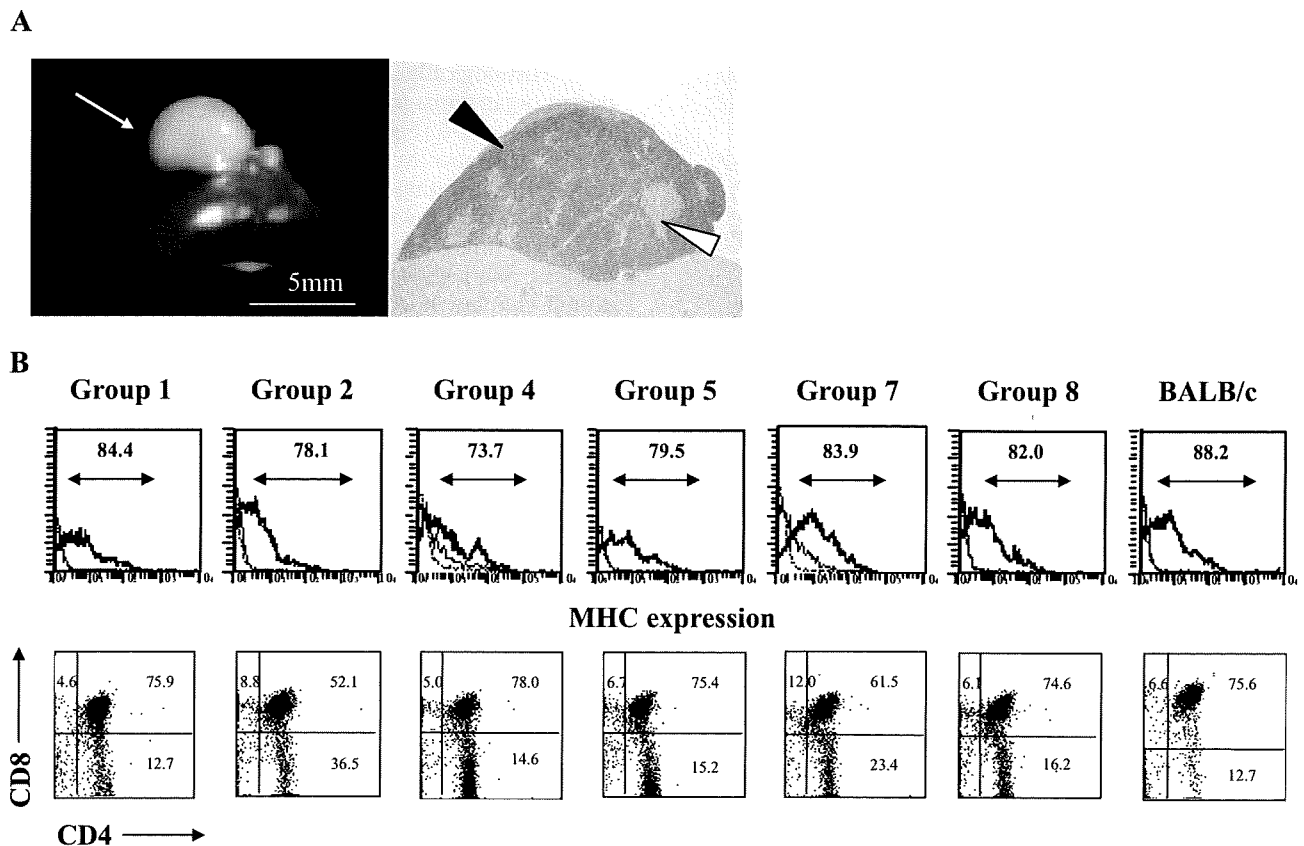 A
5mm
B
Group 1 Group 2 Group 4 Group 5 Group 7 Group 8 BALB/c
84.4 78.1 73.7 79.5 83.9 82.0 88.2
MHC expression
4.6 75.9 8.8 52.1 5.0 78.0 6.7 75.4 12.0 61.5 6.1 74.6 6.6 75.6
12.7 36.5 14.6 15.2 23.4 16.2 12.7
CD8
CD4